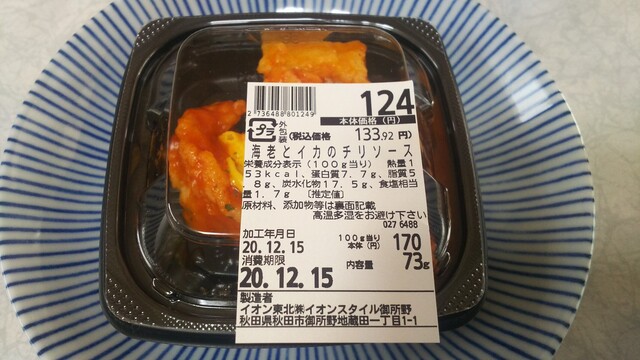 2 736488 801249
124
本体価格(円)
プラ
外包装
(税込価格 133.92 円)
海老とイカのチリソース
栄養成分表示(100g当り) 熱量1
53kcal、蛋白質7.7g、脂質5
.8g、炭水化物17.5g、食塩相当
量1.7g [推定値]
原材料、添加物等は裏面記載
高温多湿をお避け下さい
027 6488
加工年月日
20.12.15
100g当り
本体(円) 170
消費期限
20.12.15
内容量 73g
製造者
イオン東北㈱イオンスタイル御所野
秋田県秋田市御所野地蔵田一丁目1-1